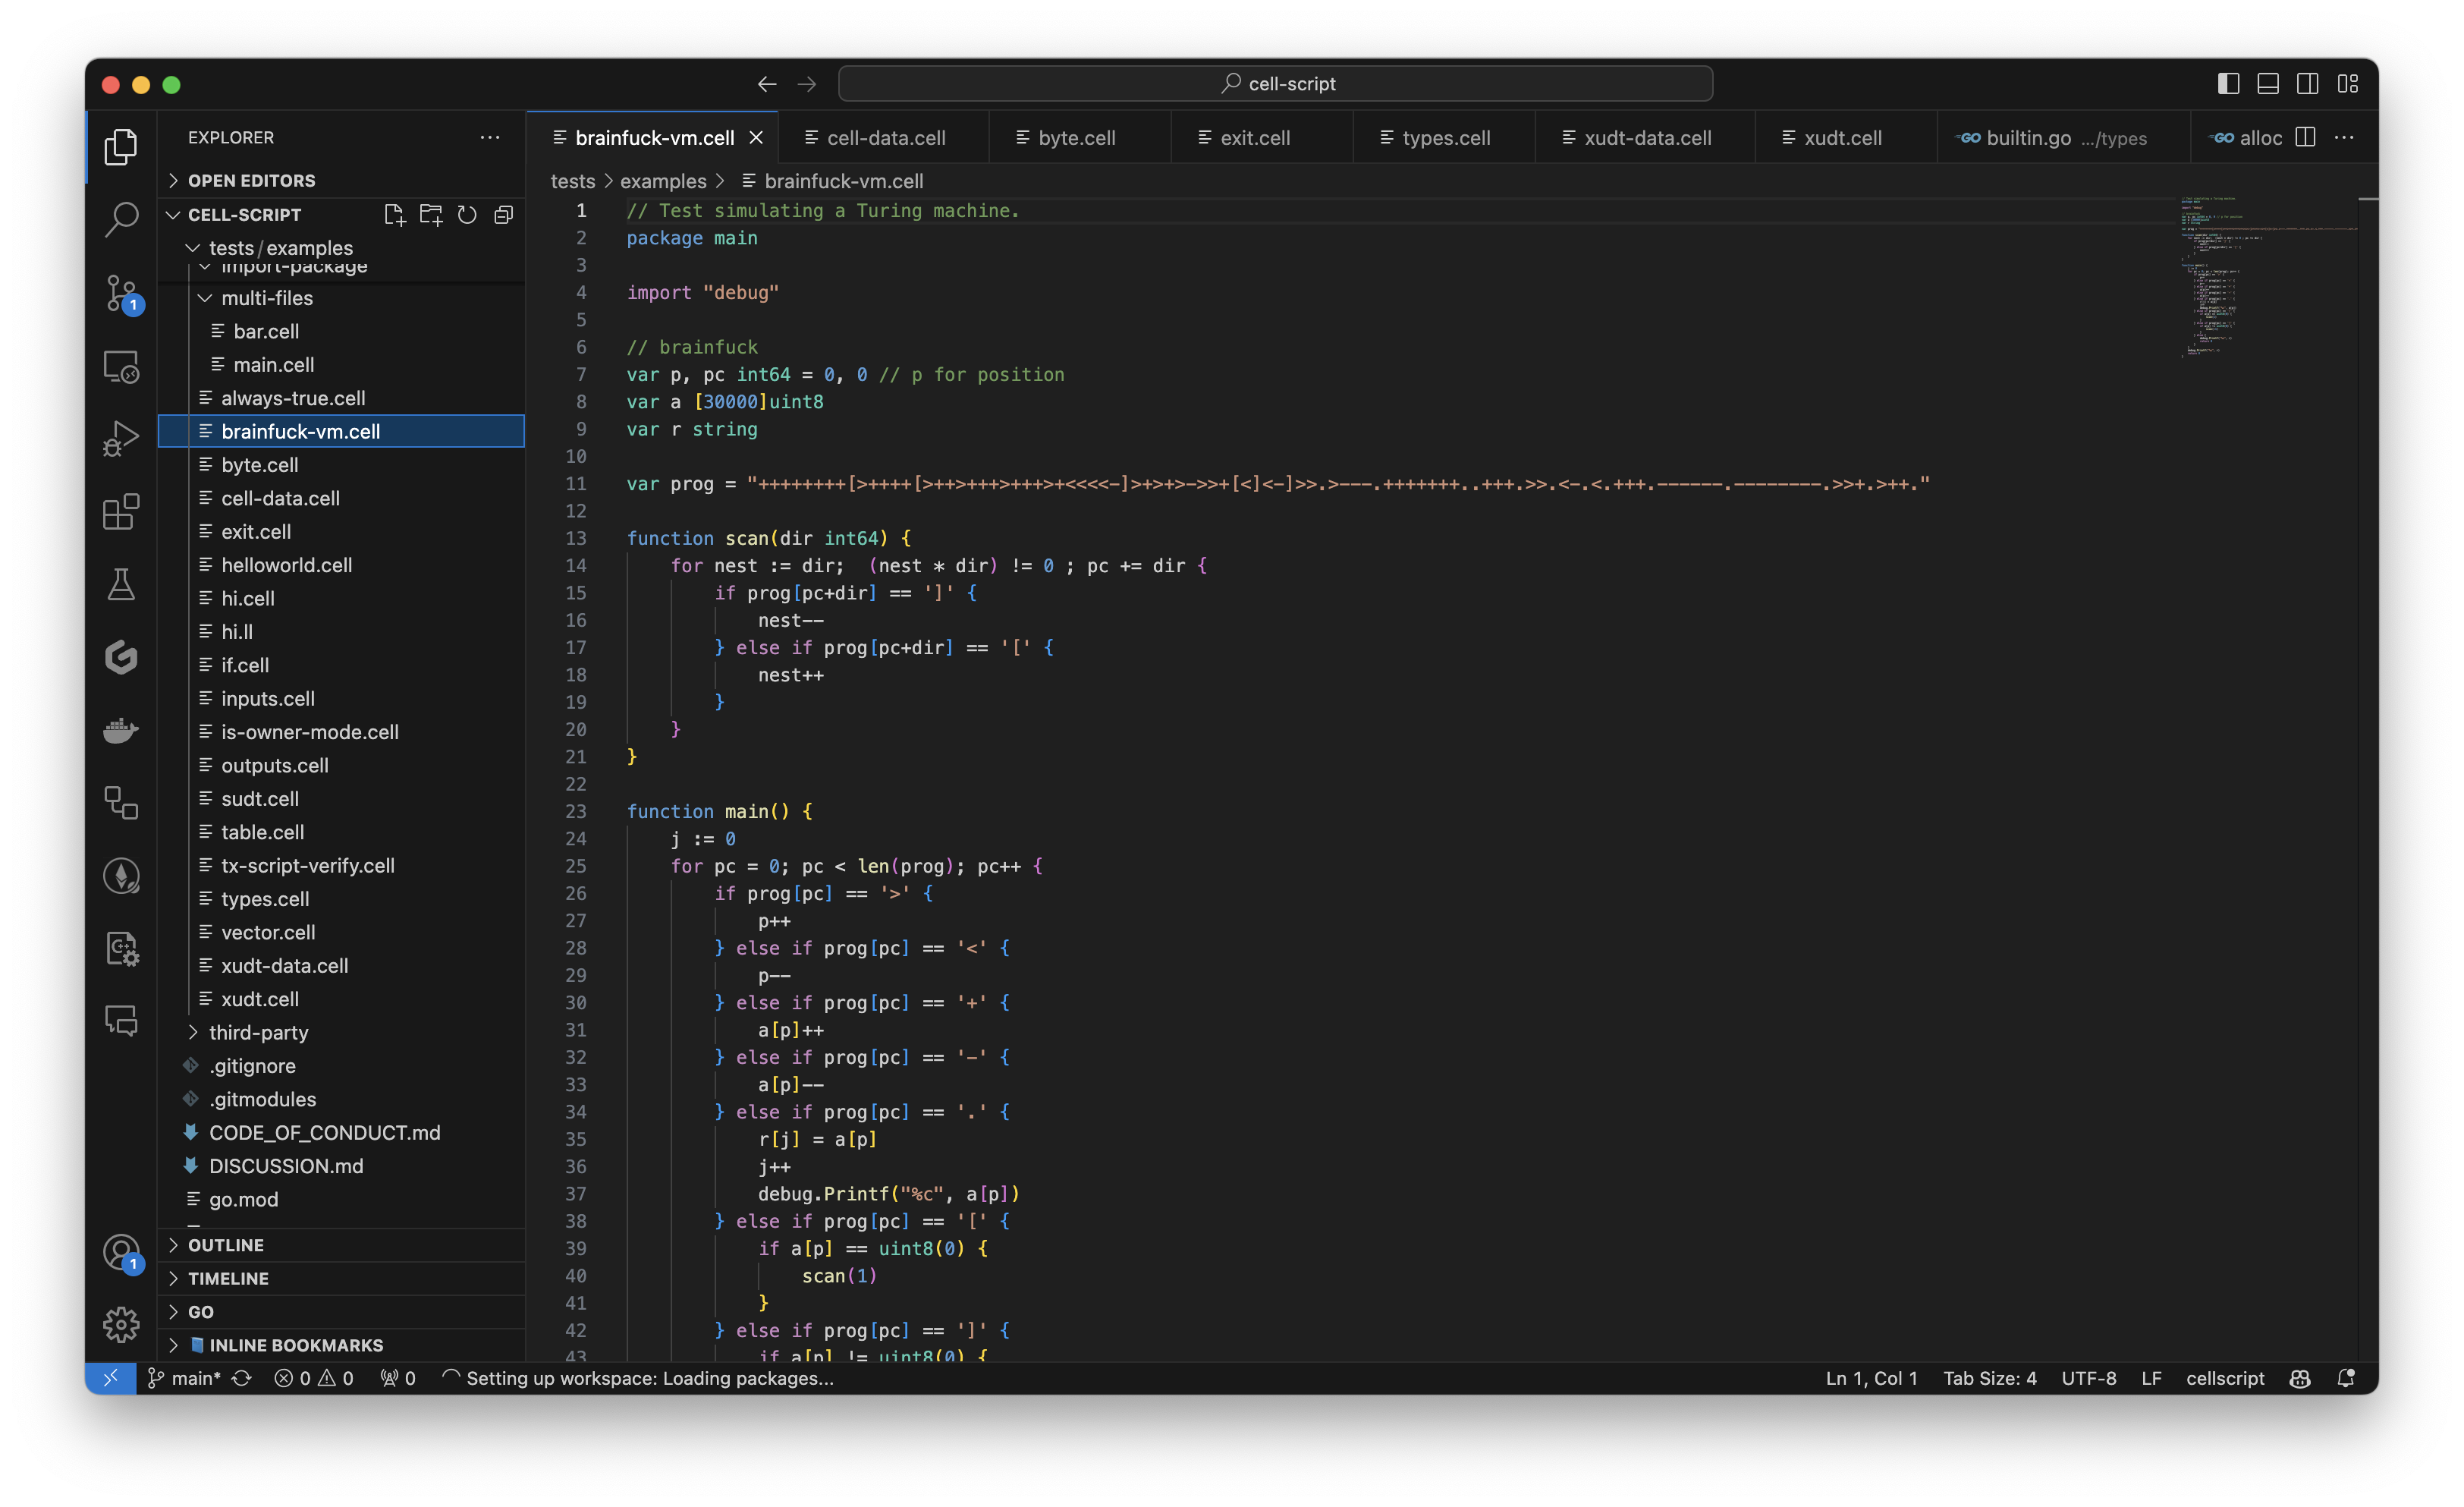 cell-script
EXPLORER
OPEN EDITORS
CELL-SCRIPT
tests/examples
import-package
multi-files
bar.cell
main.cell
always-true.cell
brainfuck-vm.cell
byte.cell
cell-data.cell
exit.cell
helloworld.cell
hi.cell
hi.ll
if.cell
inputs.cell
is-owner-mode.cell
outputs.cell
sudt.cell
table.cell
tx-script-verify.cell
types.cell
vector.cell
xudt-data.cell
xudt.cell
third-party
.gitignore
.gitmodules
CODE_OF_CONDUCT.md
DISCUSSION.md
go.mod
OUTLINE
TIMELINE
GO
INLINE BOOKMARKS
1
1
brainfuck-vm.cell cell-data.cell byte.cell exit.cell types.cell xudt-data.cell xudt.cell GO builtin.go .../types GO alloc
tests > examples > brainfuck-vm.cell
1 // Test simulating a Turing machine.
2 package main
3
4 import "debug"
5
6 // brainfuck
7 var p, pc int64 = 0, 0 // p for position
8 var a [30000]uint8
9 var r string
10
11 var prog = "++++++++[>++++[>++>+++>+++>+<<<<-]>+>+>->>+[<]<-]>>.>---.+++++++..+++.>>.<-.<.+++.------.--------.>>+.>++."
12
13 function scan(dir int64) {
14     for nest := dir;  (nest * dir) != 0 ; pc += dir {
15         if prog[pc+dir] == ']' {
16             nest--
17         } else if prog[pc+dir] == '[' {
18             nest++
19         }
20     }
21 }
22
23 function main() {
24     j := 0
25     for pc = 0; pc < len(prog); pc++ {
26         if prog[pc] == '>' {
27             p++
28         } else if prog[pc] == '<' {
29             p--
30         } else if prog[pc] == '+' {
31             a[p]++
32         } else if prog[pc] == '-' {
33             a[p]--
34         } else if prog[pc] == '.' {
35             r[j] = a[p]
36             j++
37             debug.Printf("%c", a[p])
38         } else if prog[pc] == '[' {
39             if a[p] == uint8(0) {
40                 scan(1)
41             }
42         } else if prog[pc] == ']' {
43             if a[p] != uint8(0) {
main* 0 0 0 Setting up workspace: Loading packages... Ln 1, Col 1 Tab Size: 4 UTF-8 LF cellscript